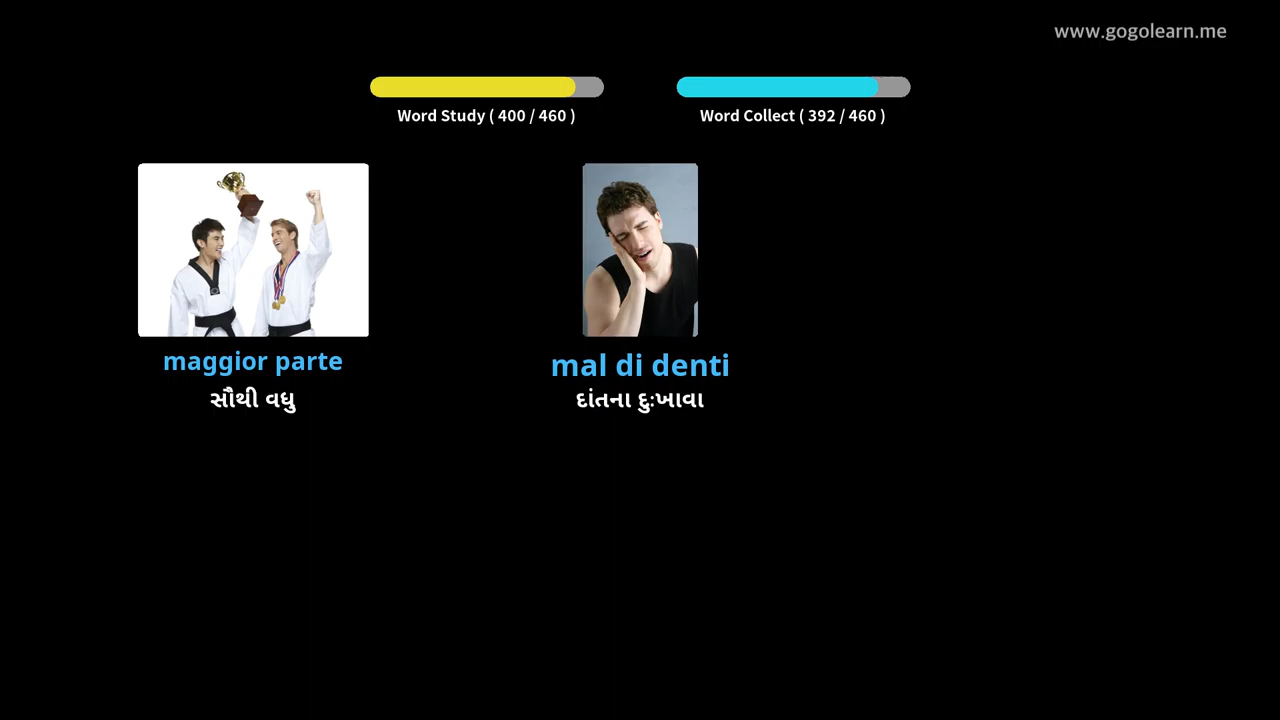 www.gogolearn.me
Word Study ( 400 / 460 )
Word Collect ( 392 / 460 )
maggior parte
સૌથી વધુ
mal di denti
દાંતના દુઃખાવા